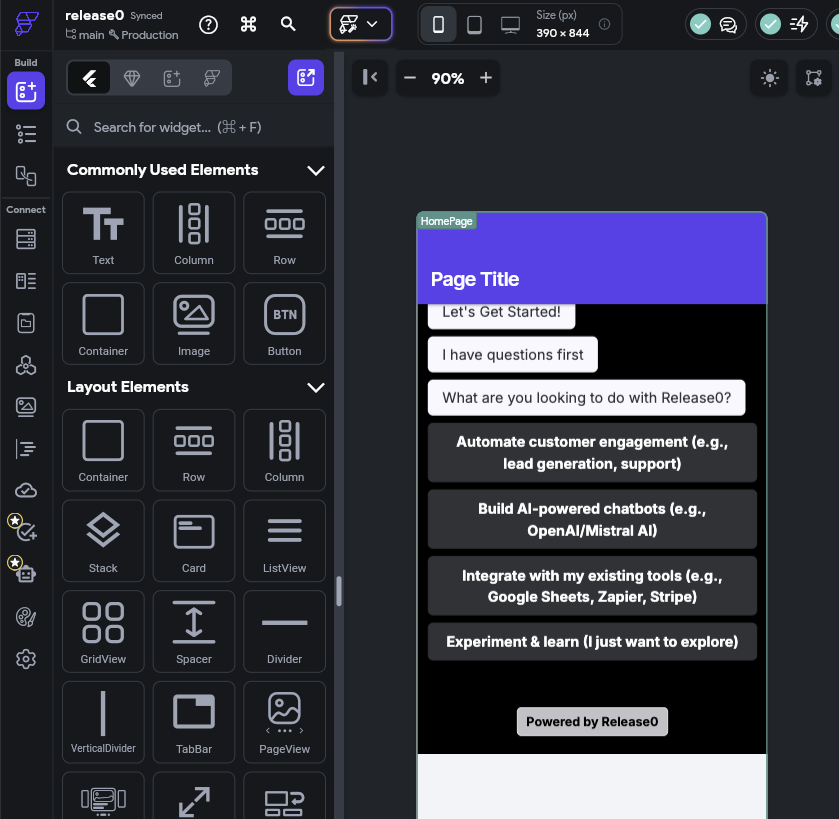 release0 Synced
main Production
Size (px)
390 × 844
Build
90%
Search for widget... (⌘ + F)
Commonly Used Elements
Text
Column
Row
Container
Image
BTN
Button
Layout Elements
Container
Row
Column
Stack
Card
ListView
GridView
Spacer
Divider
VerticalDivider
TabBar
PageView
Connect
HomePage
Page Title
Let's Get Started!
I have questions first
What are you looking to do with Release0?
Automate customer engagement (e.g.,
lead generation, support)
Build AI-powered chatbots (e.g.,
OpenAI/Mistral AI)
Integrate with my existing tools (e.g.,
Google Sheets, Zapier, Stripe)
Experiment & learn (I just want to explore)
Powered by Release0